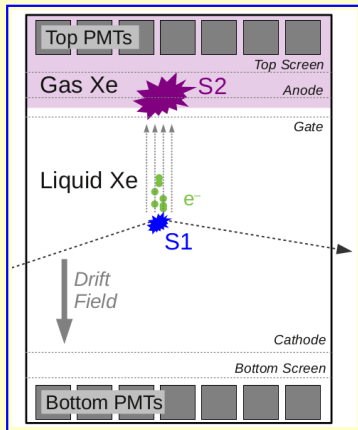 Top PMTs
Top Screen
Gas Xe
S2
Anode
Gate
Liquid Xe
e⁻
S1
Drift
Field
Cathode
Bottom Screen
Bottom PMTs